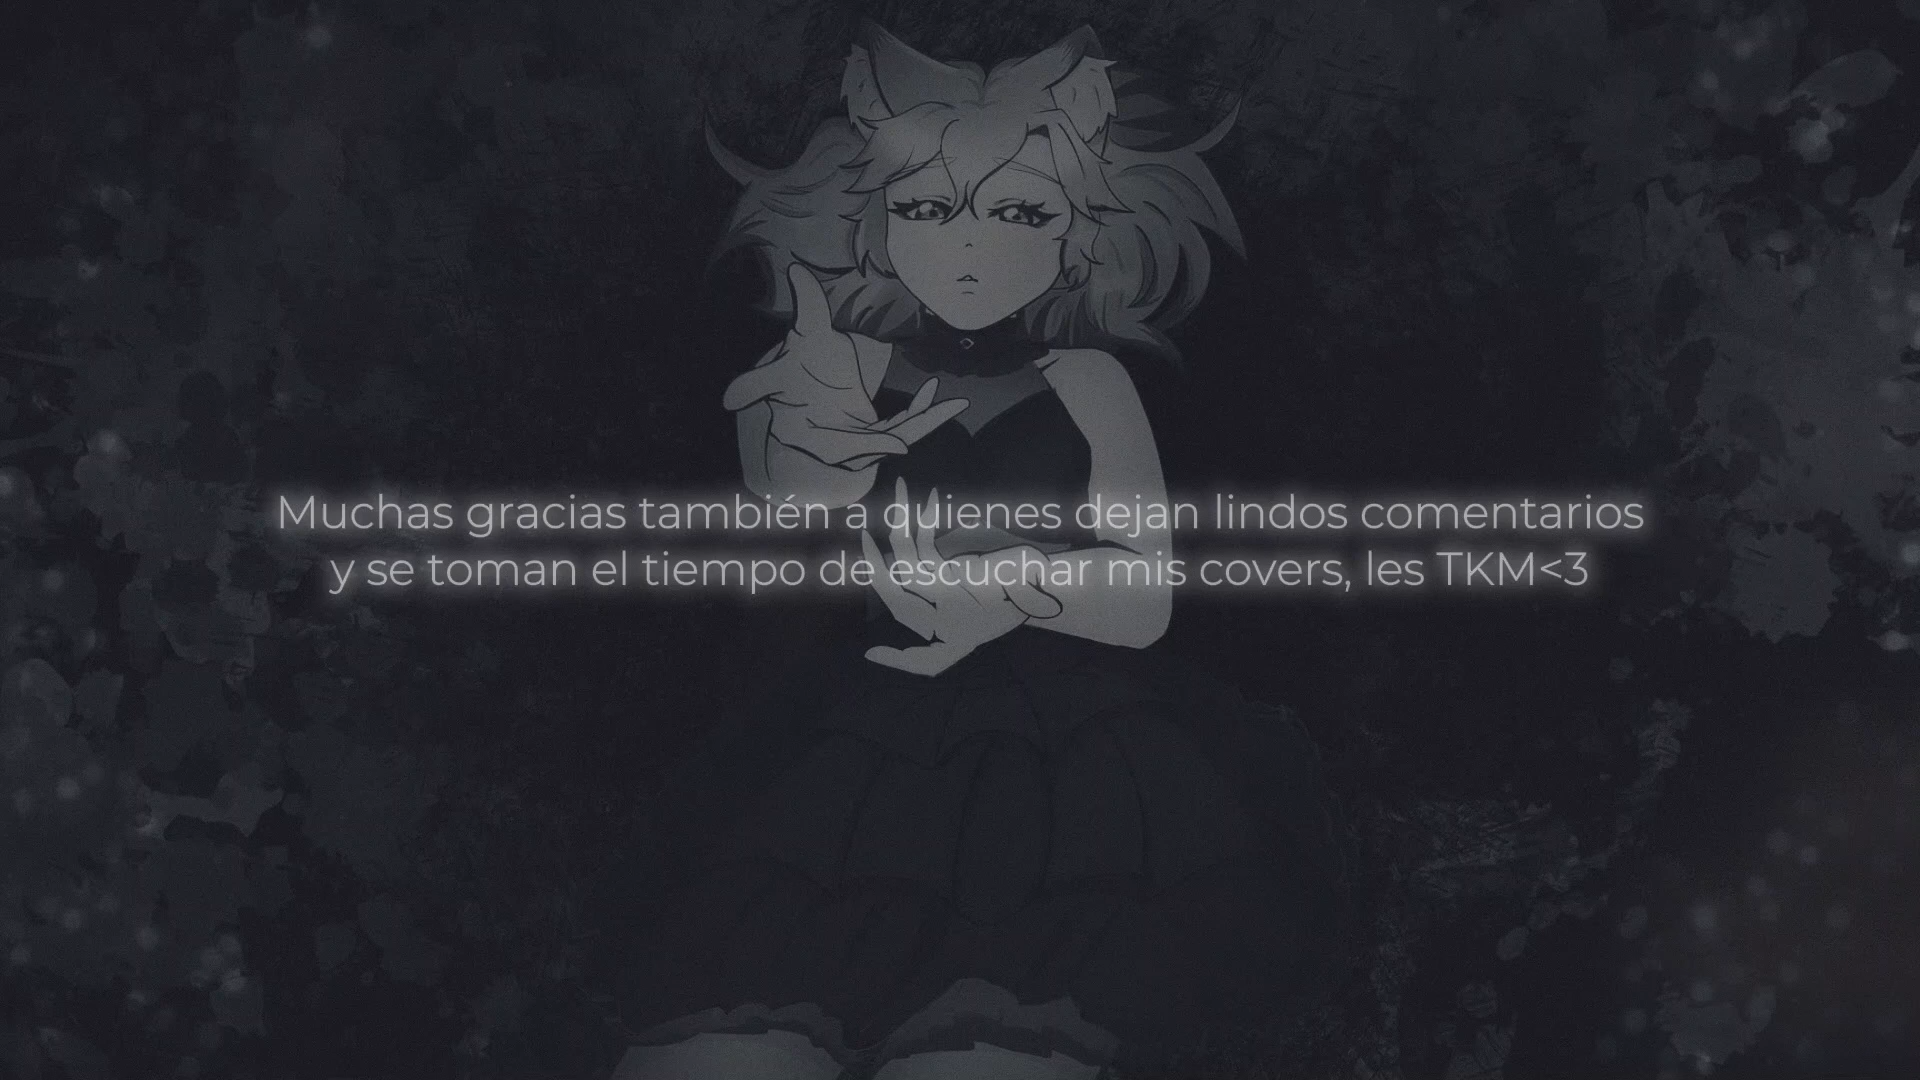 Muchas gracias también a quienes dejan lindos comentarios
y se toman el tiempo de escuchar mis covers, les TKM<3